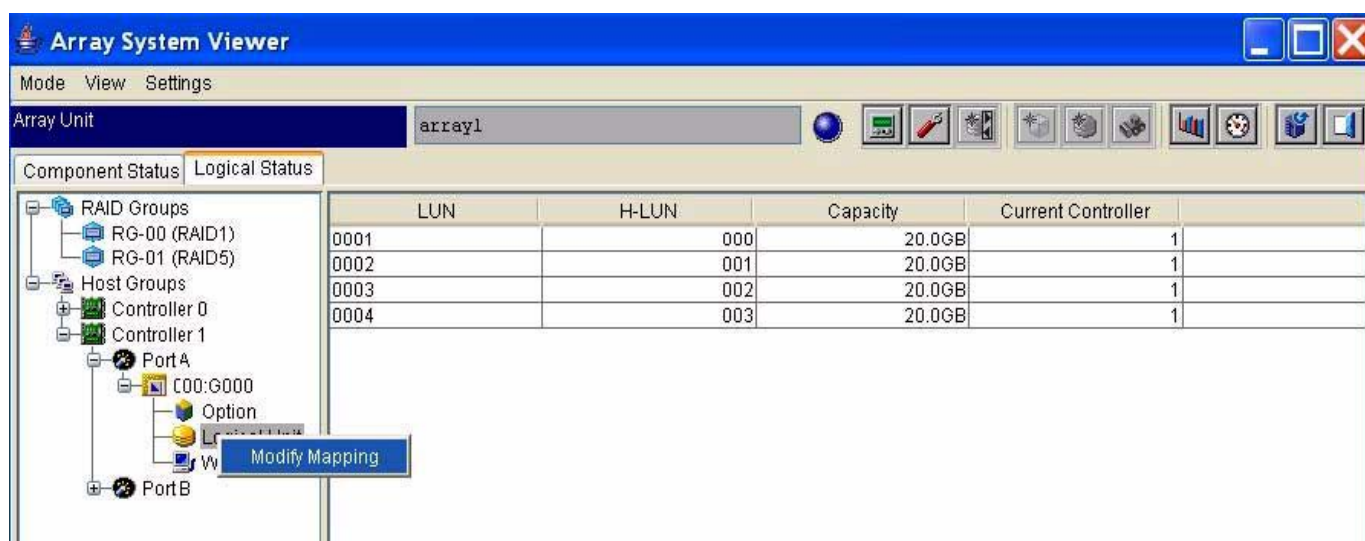 Array System Viewer
Mode View Settings
Array Unit array1
Component Status Logical Status
RAID Groups
RG-00 (RAID1)
RG-01 (RAID5)
Host Groups
Controller 0
Controller 1
Port A
00:G000
Option
Modify Mapping
Port B
LUN H-LUN Capacity Current Controller
0001 000 20.0GB 1
0002 001 20.0GB 1
0003 002 20.0GB 1
0004 003 20.0GB 1